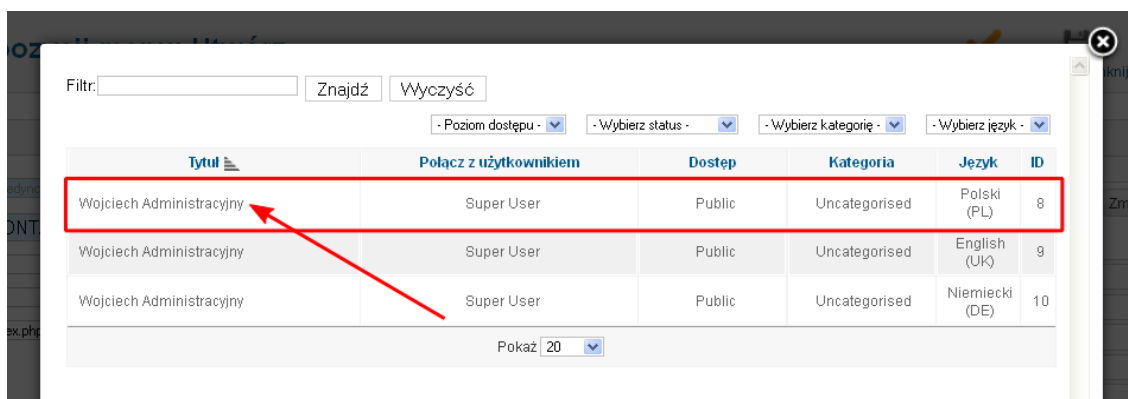 Filtr: Znajdź Wyczyść
- Poziom dostępu - - Wybierz status - - Wybierz kategorię - - Wybierz język -
Tytuł Połącz z użytkownikiem Dostęp Kategoria Język ID
Wojciech Administracyjny Super User Public Uncategorised Polski (PL) 8
Wojciech Administracyjny Super User Public Uncategorised English (UK) 9
Wojciech Administracyjny Super User Public Uncategorised Niemiecki (DE) 10
Pokaż 20